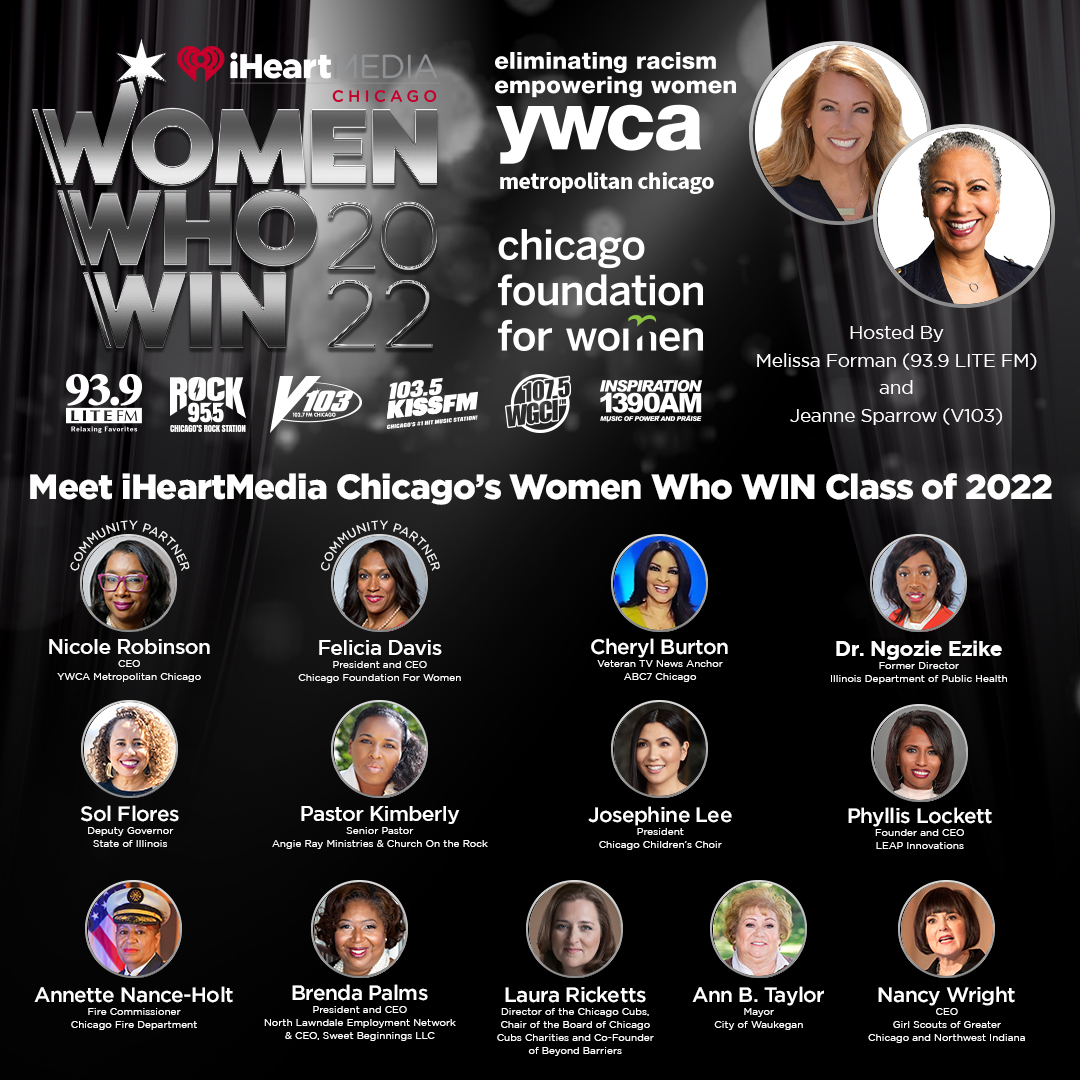 iHeartMEDIA
CHICAGO
WOMEN
WHO
WIN
20
22
eliminating racism
empowering women
ywca
metropolitan chicago
chicago
foundation
for women
Hosted By
Melissa Forman (93.9 LITE FM)
and
Jeanne Sparrow (V103)
93.9
LITE FM
Relaxing Favorites
RØCK
95.5
CHICAGO'S ROCK STATION
V103
102.7 FM CHICAGO
103.5
KISSFM
CHICAGO'S #1 HIT MUSIC STATION!
107.5
WGCI FM
INSPIRATION
1390AM
MUSIC OF POWER AND PRAISE
Meet iHeartMedia Chicago's Women Who WIN Class of 2022
COMMUNITY PARTNER
Nicole Robinson
CEO
YWCA Metropolitan Chicago
COMMUNITY PARTNER
Felicia Davis
President and CEO
Chicago Foundation For Women
Cheryl Burton
Veteran TV News Anchor
ABC7 Chicago
Dr. Ngozie Ezike
Former Director
Illinois Department of Public Health
Sol Flores
Deputy Governor
State of Illinois
Pastor Kimberly
Senior Pastor
Angie Ray Ministries & Church On the Rock
Josephine Lee
President
Chicago Children's Choir
Phyllis Lockett
Founder and CEO
LEAP Innovations
Annette Nance-Holt
Fire Commissioner
Chicago Fire Department
Brenda Palms
President and CEO
North Lawndale Employment Network
& CEO, Sweet Beginnings LLC
Laura Ricketts
Director of the Chicago Cubs,
Chair of the Board of Chicago
Cubs Charities and Co-Founder
of Beyond Barriers
Ann B. Taylor
Mayor
City of Waukegan
Nancy Wright
CEO
Girl Scouts of Greater
Chicago and Northwest Indiana